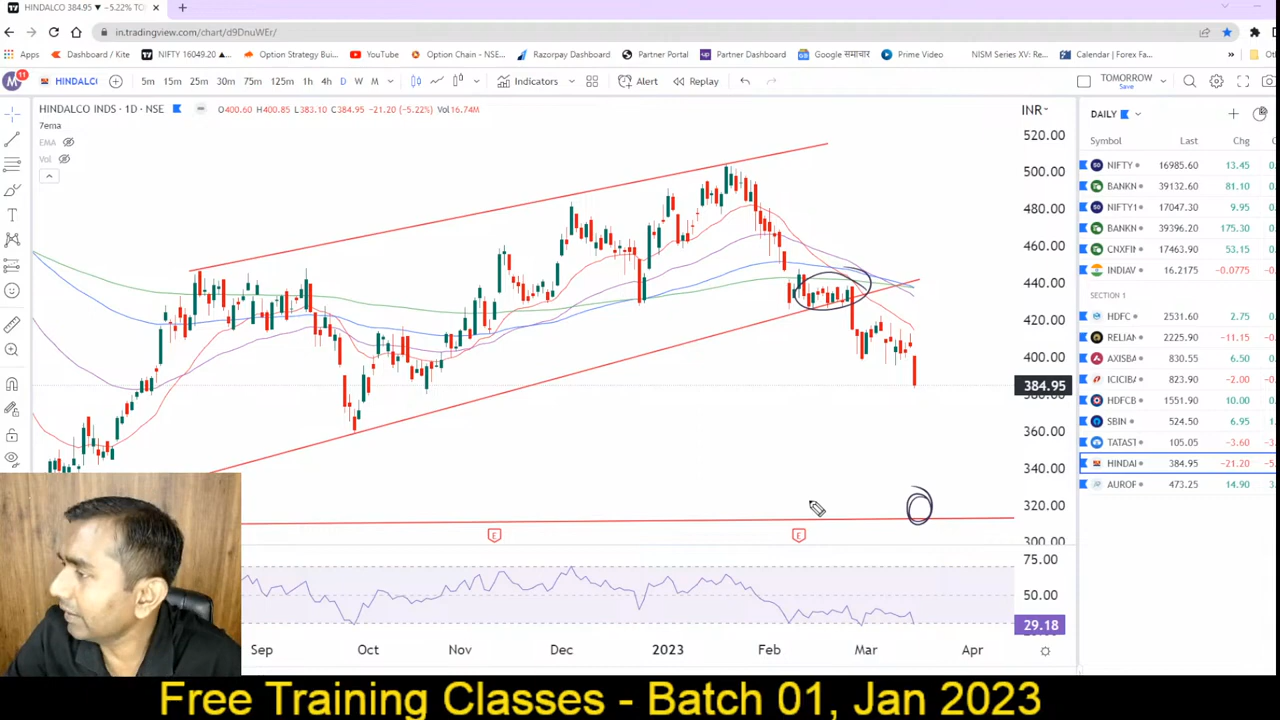 HINDALCO 384.95 ▼ −5.22% TO
in.tradingview.com/chart/d9DnuWEr/
Apps Dashboard / Kite NIFTY 16049.20 Option Strategy Bui... YouTube Option Chain - NSE... Razorpay Dashboard Partner Portal Partner Dashboard Google समाचार Prime Video NISM Series XV: Re... Calendar | Forex Fa...
M 11 HINDALCO 5m 15m 25m 30m 75m 125m 1h 4h D W M Indicators Alert Replay TOMORROW
Save
HINDALCO INDS · 1D · NSE O400.60 H400.85 L383.10 C384.95 −21.20 (−5.22%) Vol16.74M
7ema
EMA
Vol
INR
520.00
500.00
480.00
460.00
440.00
420.00
400.00
384.95
380.00
360.00
340.00
320.00
300.00
E E
75.00
50.00
29.18
Sep Oct Nov Dec 2023 Feb Mar Apr
DAILY
Symbol Last Chg
NIFTY 16985.60 13.45
BANKN 39132.60 81.10
NIFTY1 17047.30 9.95
BANKN 39396.20 175.30
CNXFI 17463.90 53.15
INDIAV 16.2175 −0.0775
SECTION 1
HDFC 2531.60 2.75
RELIAN 2225.90 −11.15
AXISBA 830.55 6.50
ICICIBA 823.90 −2.00
HDFCB 1551.90 10.00
SBIN 524.50 6.95
TATAST 105.05 −3.60
HINDAI 384.95 −21.20
AUROF 473.25 14.90
Free Training Classes - Batch 01, Jan 2023